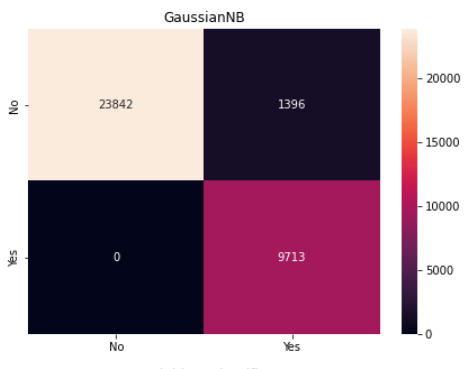 GaussianNB
No 23842 1396
Yes 0 9713
No Yes
20000
15000
10000
5000
0